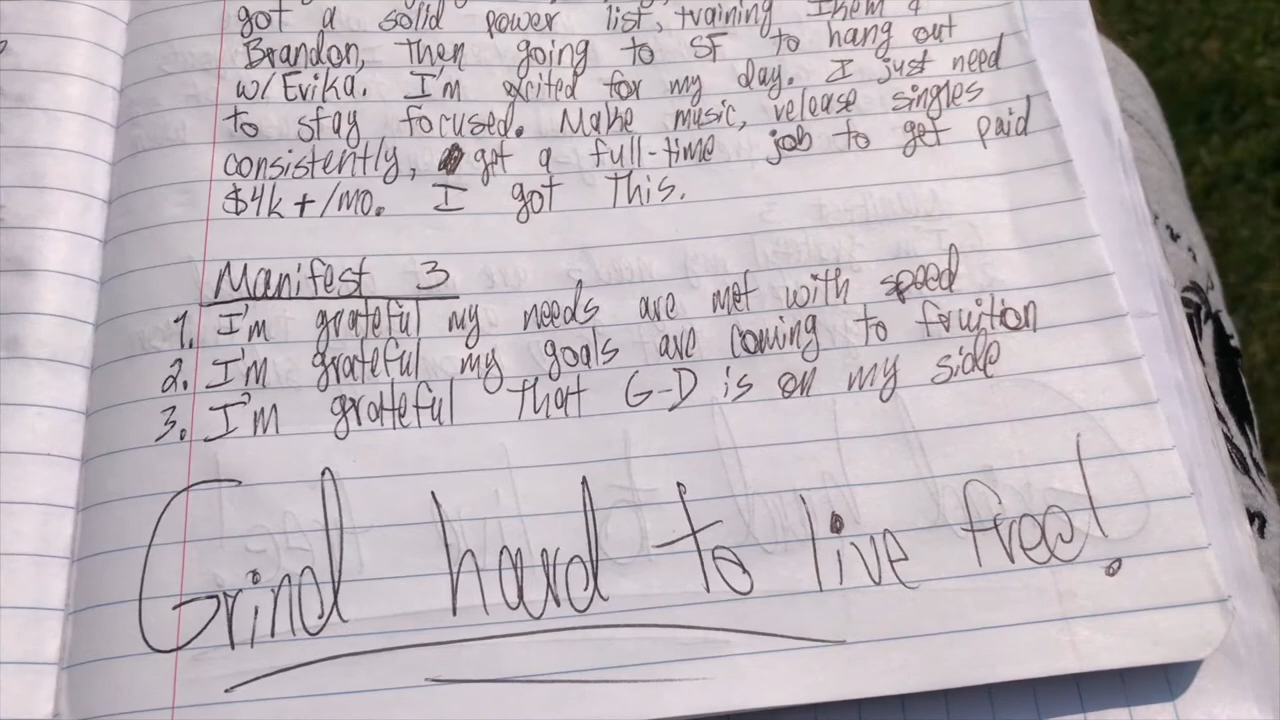 got a solid power list, training Them &
Brandon, Then going to SF to hang out
w/ Erika. I'm excited for my day. I just need
to stay focused. Make music, release singles
consistently, get a full-time job to get paid
$4k+/mo. I got This.
Manifest 3
1. I'm grateful my needs are met with speed
2. I'm grateful my goals are coming to fruition
3. I'm grateful That G-D is on my side
Grind hard to live free!